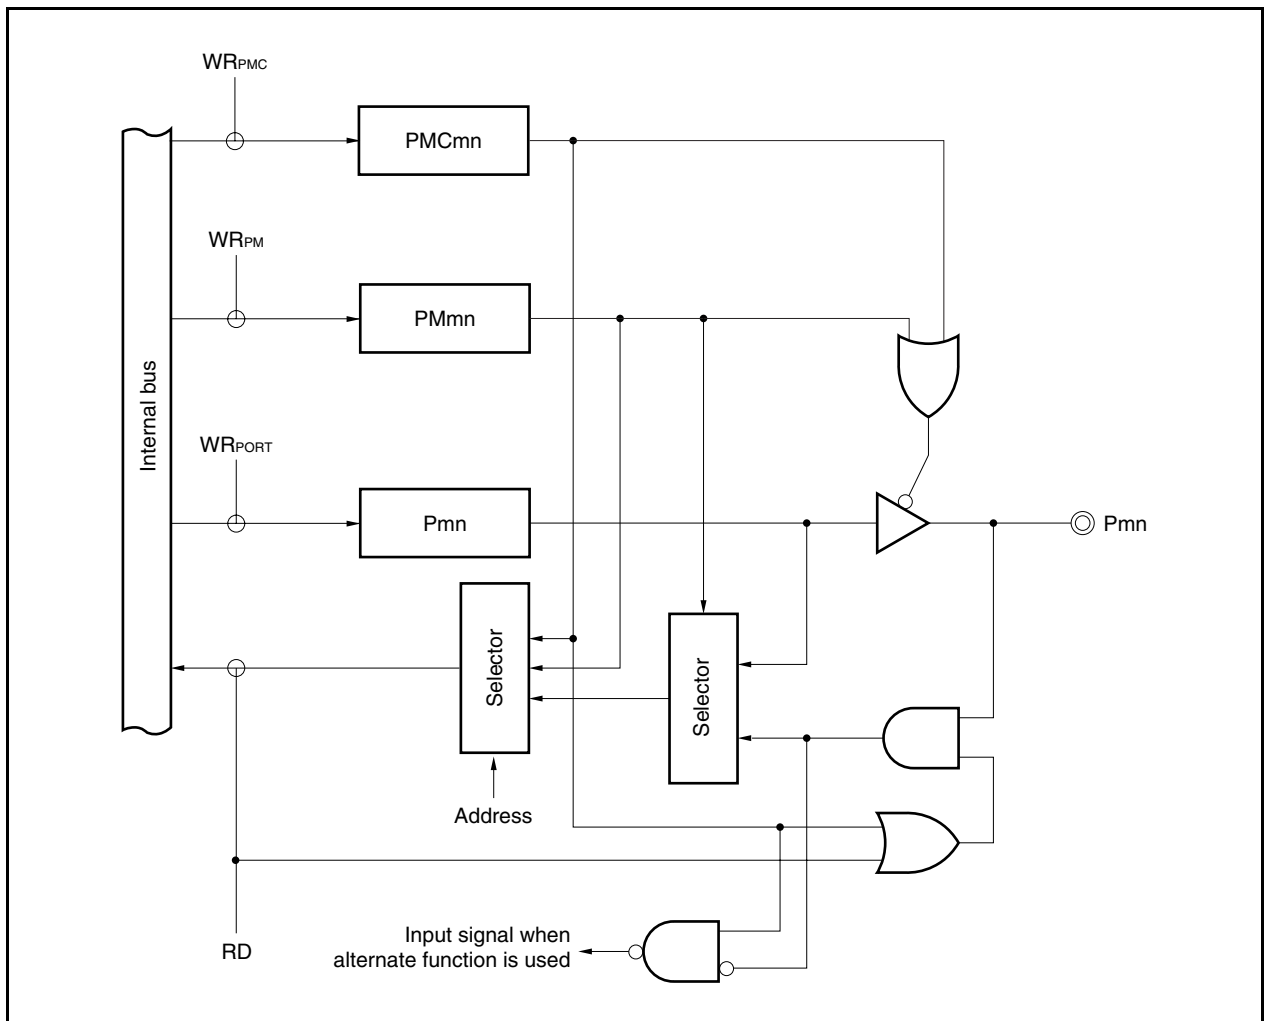 WRPMC
PMCmn
WRPM
PMmn
Internal bus
WRPORT
Pmn
Pmn
Selector
Selector
Address
RD
Input signal when
alternate function is used